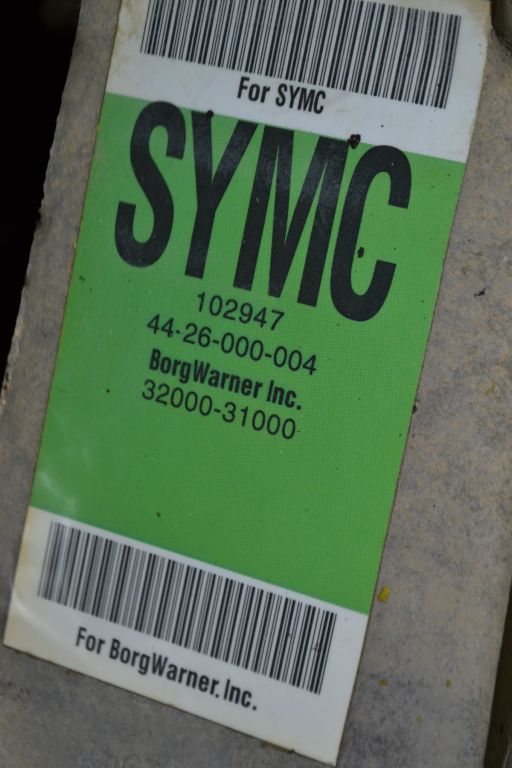 For SYMC
SYMC
102947
44-26-000-004
BorgWarner Inc.
32000-31000
For BorgWarner. Inc.